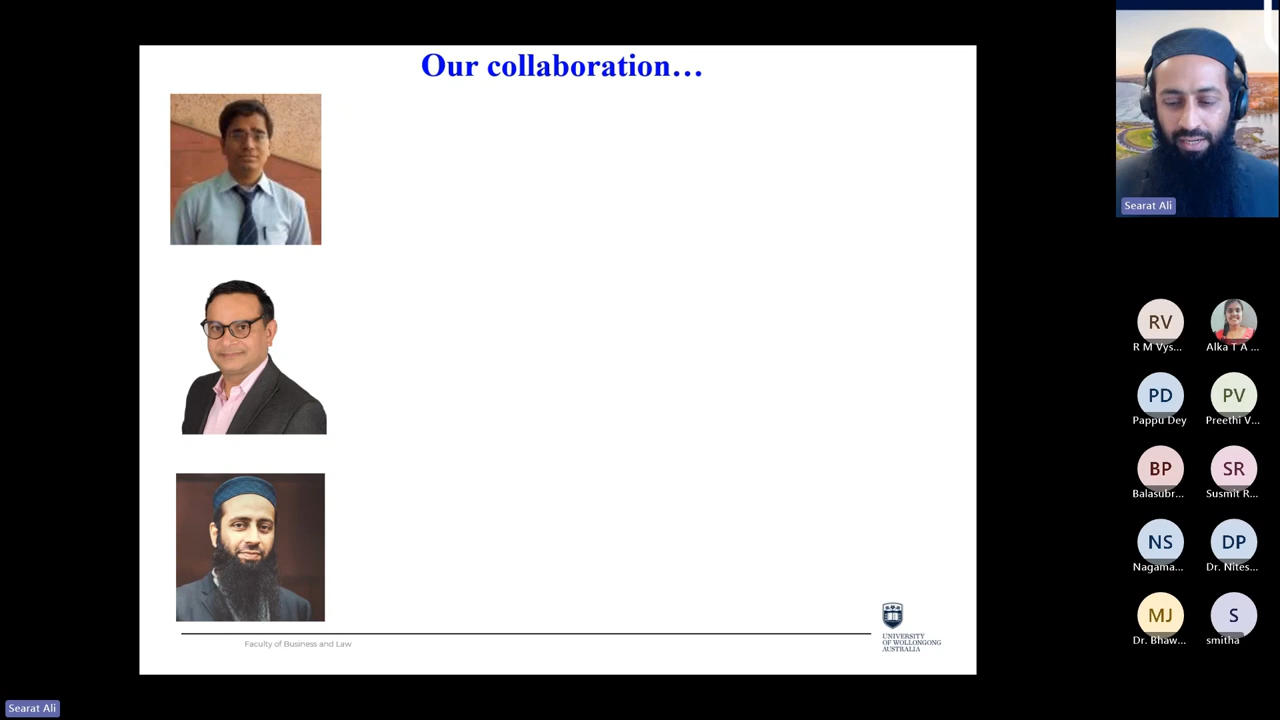 Our collaboration…
Searat Ali
RV
R M Vys...
Alka T A ...
PD
Pappu Dey
PV
Preethi V...
BP
Balasubr...
SR
Susmit R...
NS
Nagama...
DP
Dr. Nites...
MJ
Dr. Bhaw...
S
smitha
Faculty of Business and Law
UNIVERSITY
OF WOLLONGONG
AUSTRALIA
Searat Ali